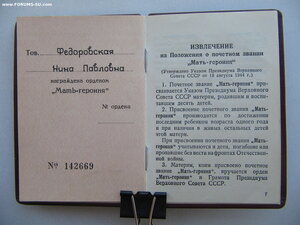 © www.FORUMS-SU.com
Тов. Федоровская
Нина Павловна
награждена орденом
„Мать-героиня“
№ ордена
№ 142669
ИЗВЛЕЧЕНИЕ
из Положения о почетном звании
„Мать-героиня“
(Утверждено Указом Президиума Верховного
Совета СССР от 18 августа 1944 г.)
1. Почетное звание „Мать-героиня“ при-
сваивается Указом Президиума Верховного
Совета СССР матерям, родившим и воспи-
тавшим десять детей.
2. Присвоение звания „Мать-героиня“
производится по достижении
последним ребенком возраста одного года
и при наличии в живых остальных детей
этой матери.
При присвоении почетного звания „Мать-
героиня“ учитываются и дети, погибшие или
пропавшие без вести на фронтах Отечествен-
ной войны.
3. Матерям, коим присвоено почетное
звание „Мать-героиня“, вручается орден
„Мать-героиня“ и Грамота Президиума
Верховного Совета СССР.